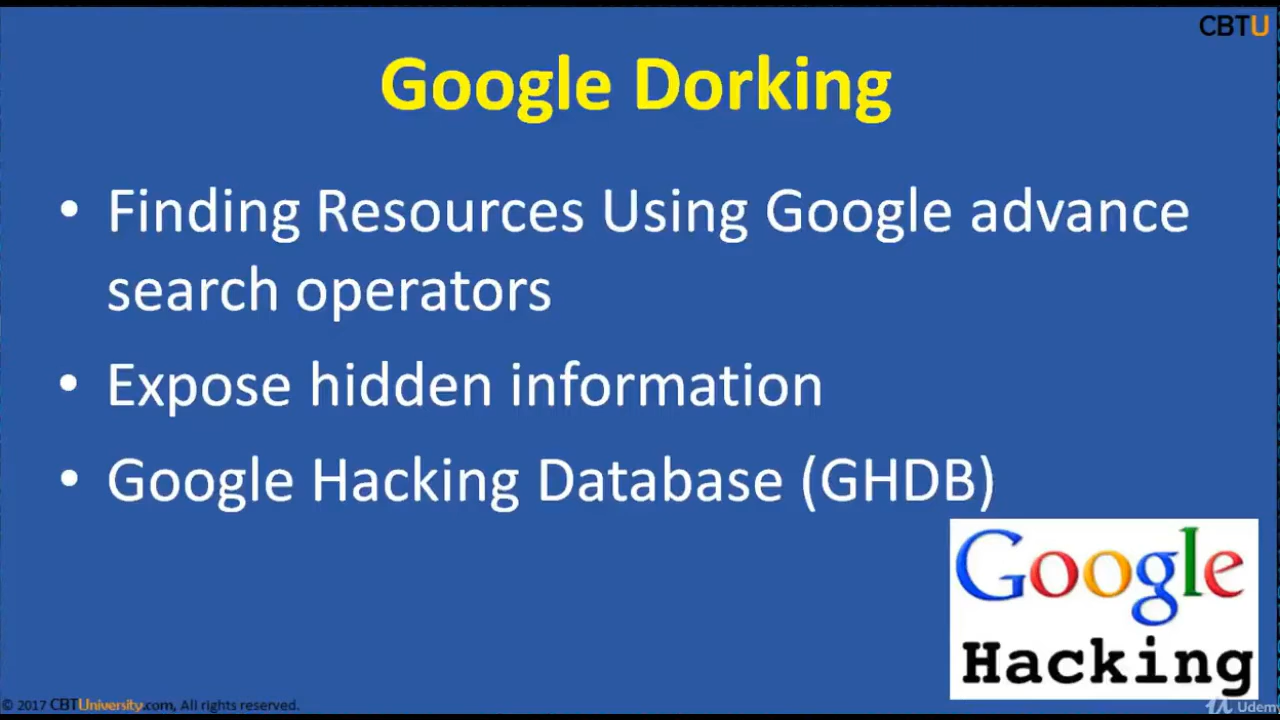 CBTU
Google Dorking
• Finding Resources Using Google advance
search operators
• Expose hidden information
• Google Hacking Database (GHDB)
Google
Hacking
© 2017 CBTUniversity.com, All rights reserved.
Udemy